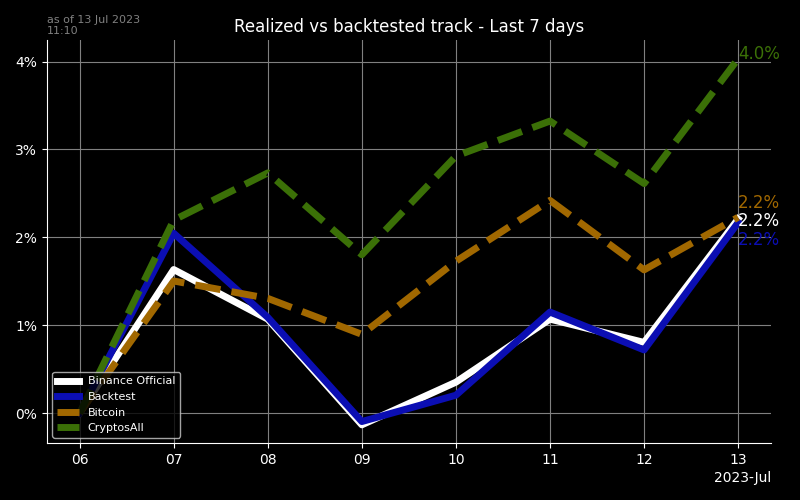 as of 13 Jul 2023
11:10
Realized vs backtested track - Last 7 days
4%
3%
2%
1%
0%
4.0%
2.2%
2.2%
2.2%
Binance Official
Backtest
Bitcoin
CryptosAll
06 07 08 09 10 11 12 13
2023-Jul